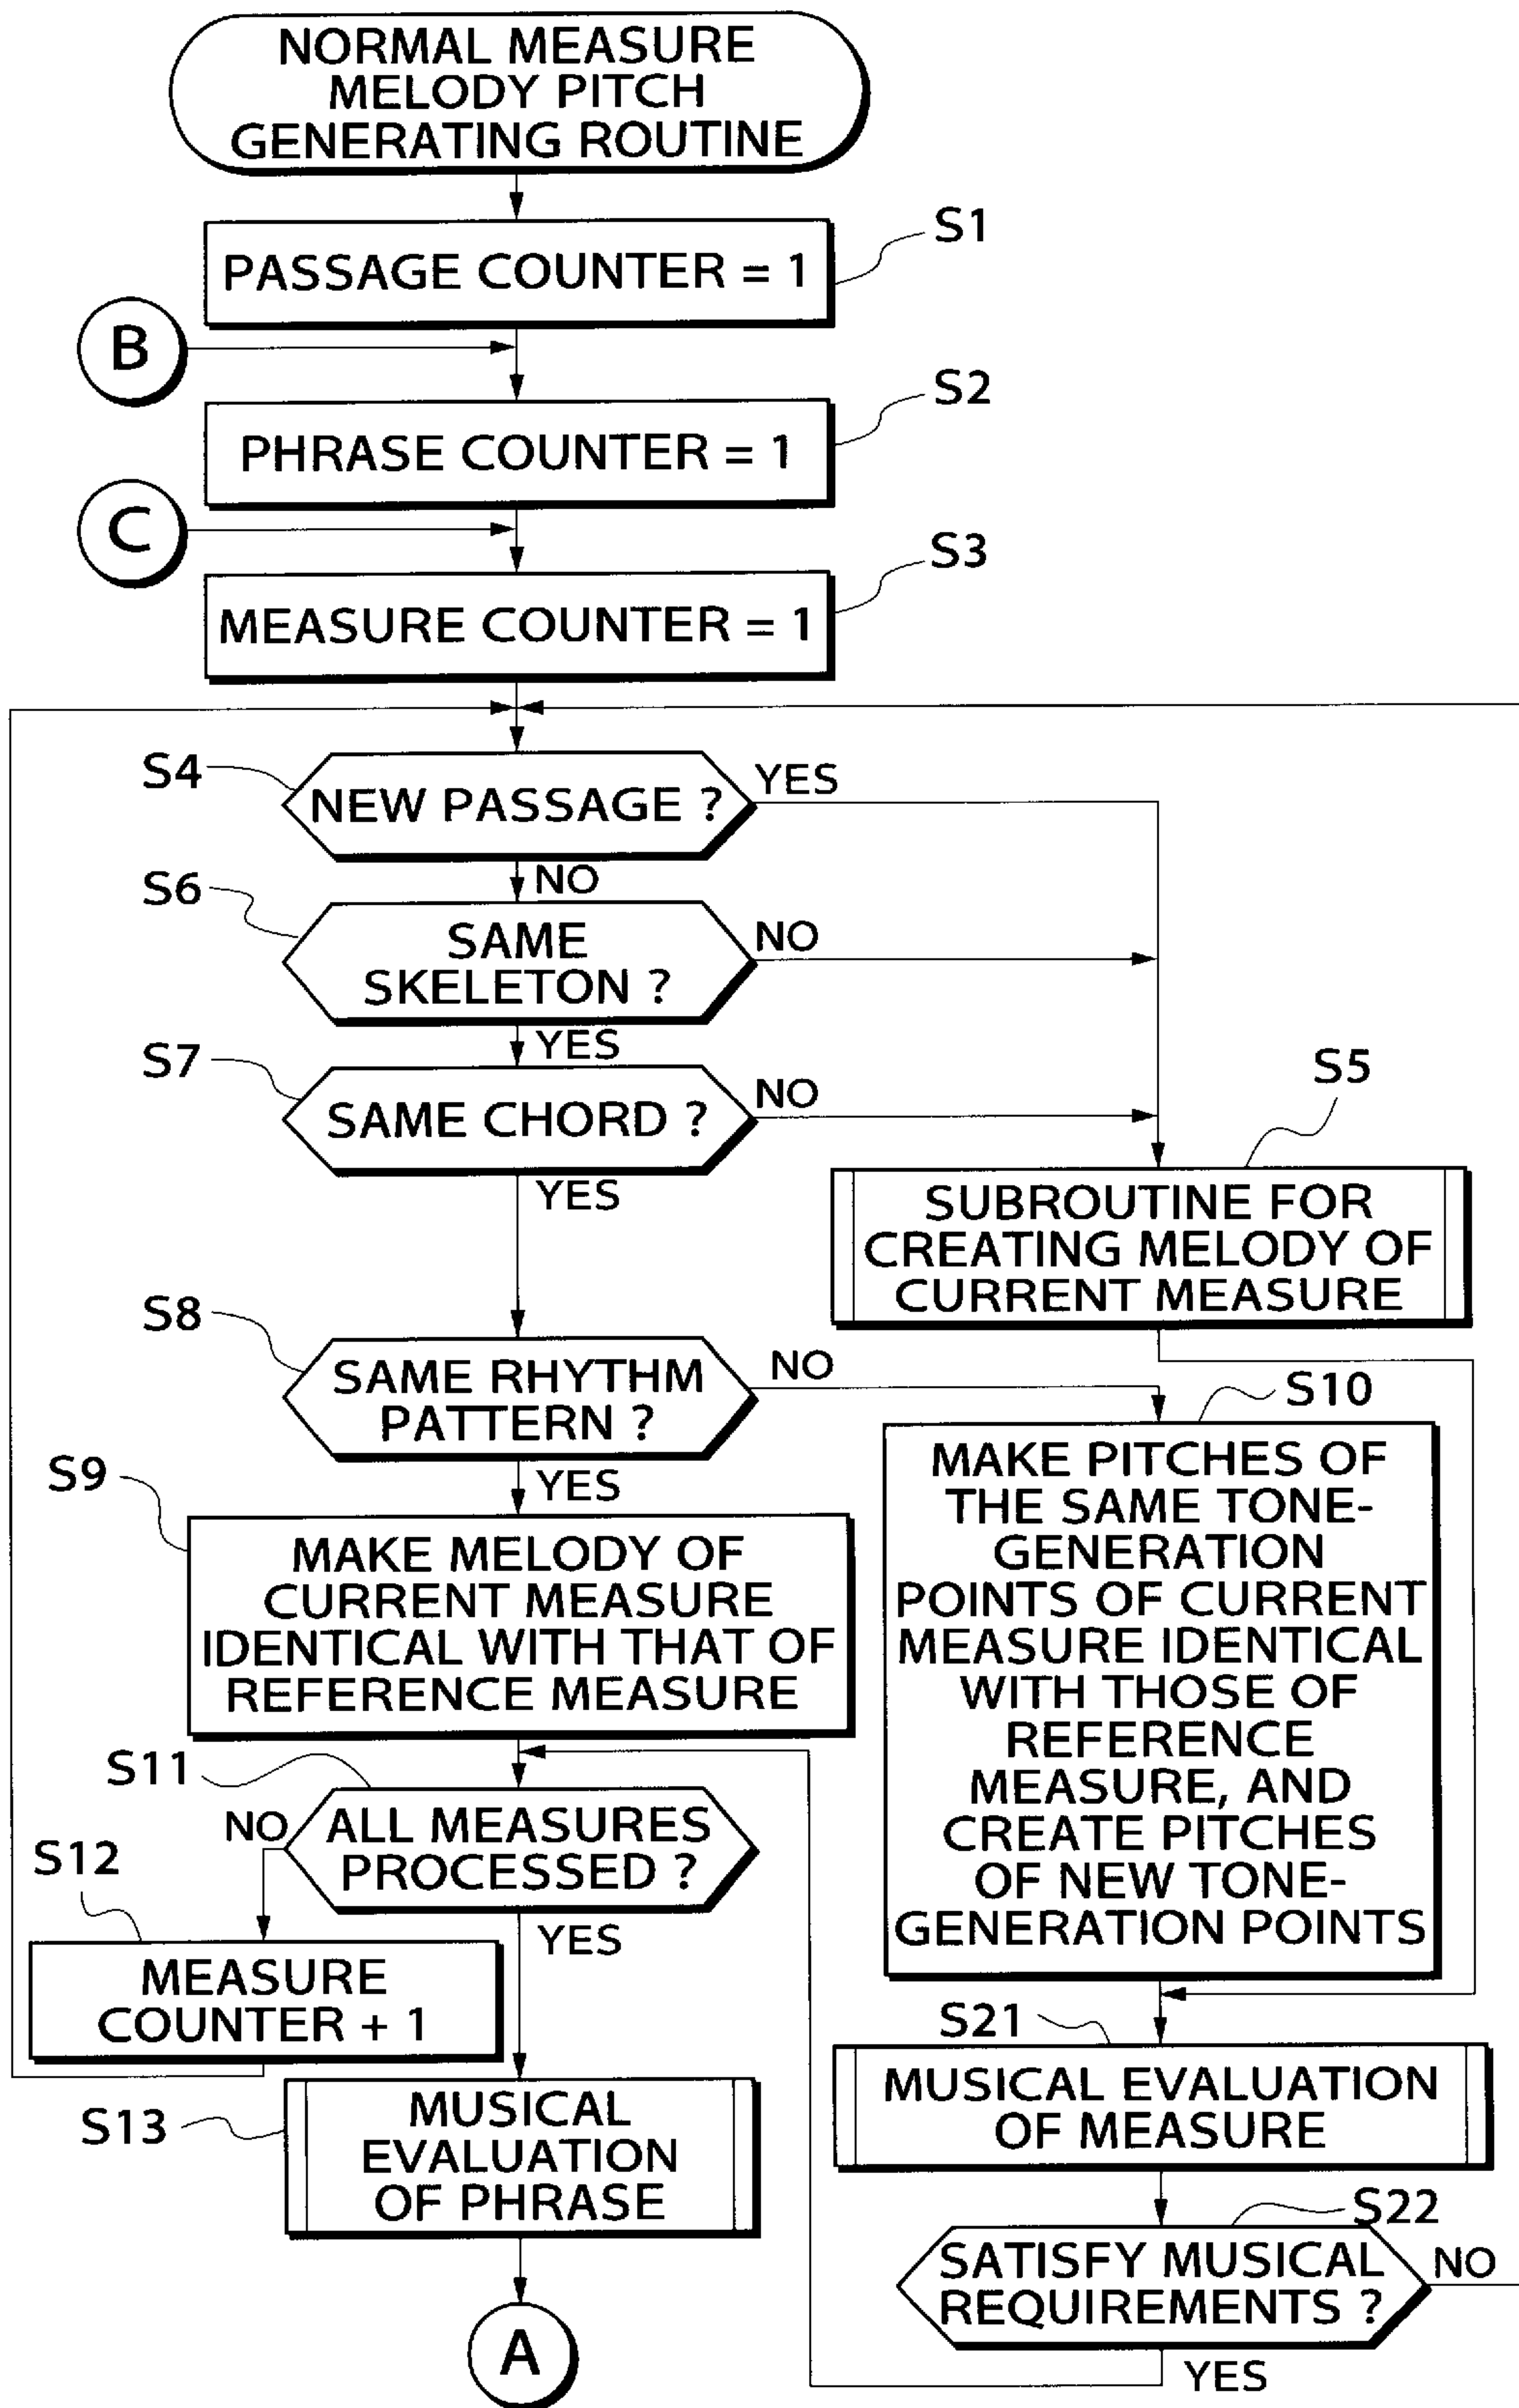 NORMAL MEASURE
MELODY PITCH
GENERATING ROUTINE
S1
PASSAGE COUNTER = 1
B
S2
PHRASE COUNTER = 1
C
S3
MEASURE COUNTER = 1
S4
NEW PASSAGE ?
YES
NO
S6
SAME
SKELETON ?
NO
YES
S7
SAME CHORD ?
NO
YES
S5
SUBROUTINE FOR
CREATING MELODY OF
CURRENT MEASURE
S8
SAME RHYTHM
PATTERN ?
NO
YES
S10
MAKE PITCHES OF
THE SAME TONE-
GENERATION
POINTS OF CURRENT
MEASURE IDENTICAL
WITH THOSE OF
REFERENCE
MEASURE, AND
CREATE PITCHES
OF NEW TONE-
GENERATION POINTS
S9
MAKE MELODY OF
CURRENT MEASURE
IDENTICAL WITH THAT OF
REFERENCE MEASURE
S11
ALL MEASURES
PROCESSED ?
NO
YES
S12
MEASURE
COUNTER + 1
S13
MUSICAL
EVALUATION
OF PHRASE
A
S21
MUSICAL EVALUATION
OF MEASURE
S22
SATISFY MUSICAL
REQUIREMENTS ?
NO
YES